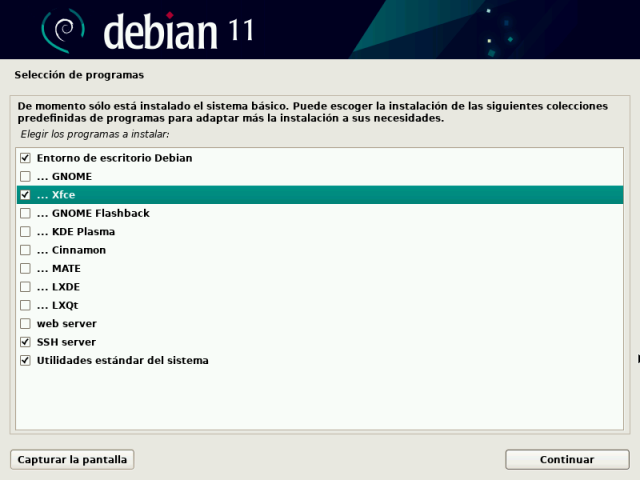 debian 11
Selección de programas
De momento sólo está instalado el sistema básico. Puede escoger la instalación de las siguientes colecciones
predefinidas de programas para adaptar más la instalación a sus necesidades.
Elegir los programas a instalar:
Entorno de escritorio Debian
... GNOME
... Xfce
... GNOME Flashback
... KDE Plasma
... Cinnamon
... MATE
... LXDE
... LXQt
web server
SSH server
Utilidades estándar del sistema
Capturar la pantalla
Continuar